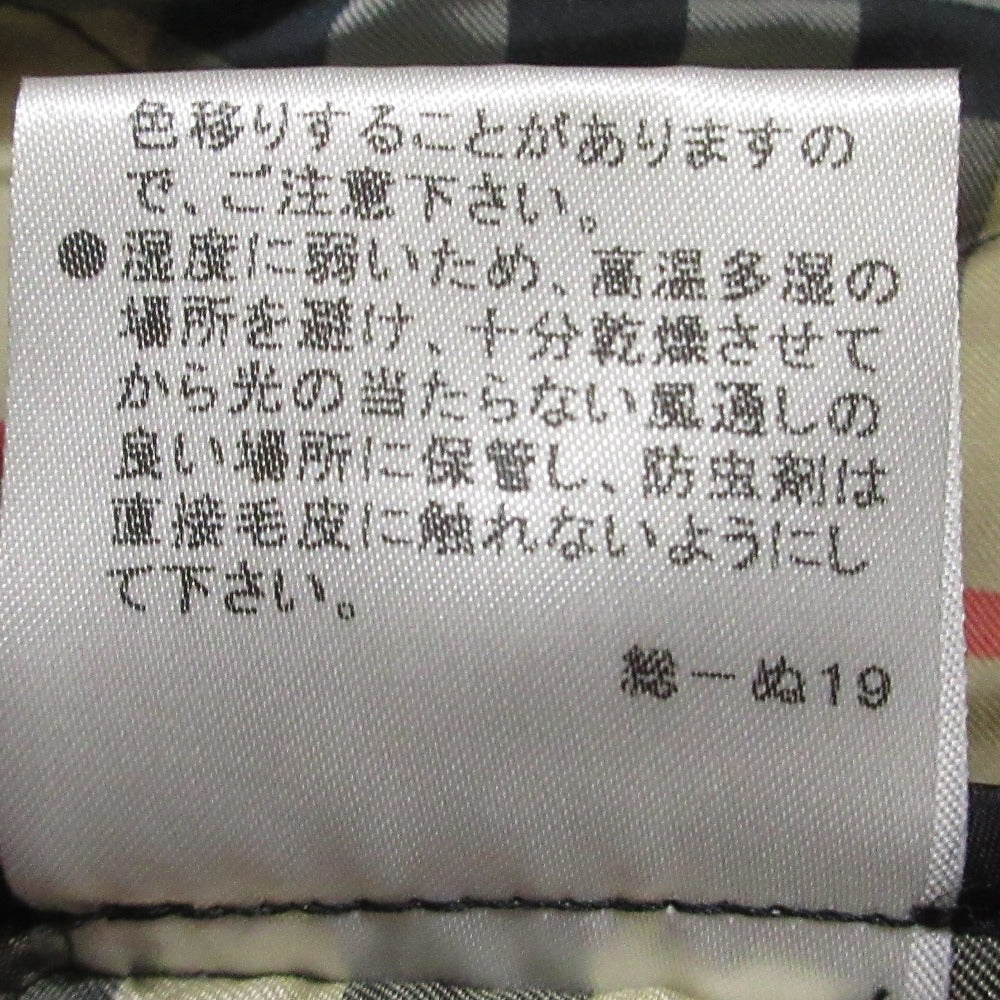 色移りすることがありますの
で、ご注意下さい。
●湿度に弱いため、高温多湿の
場所を避け、十分乾燥させて
から光の当たらない風通しの
良い場所に保管し、防虫剤は
直接毛皮に触れないようにし
て下さい。
総一ぬ19